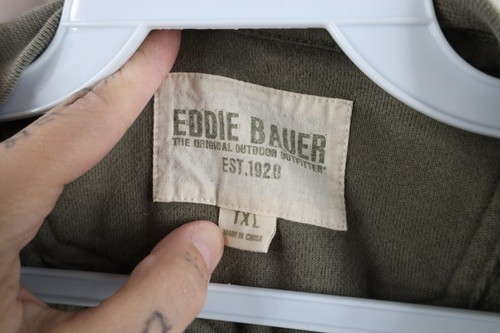 EDDIE BAUER
THE ORIGINAL OUTDOOR OUTFITTER®
EST.1920
TXL
MADE IN CHINA